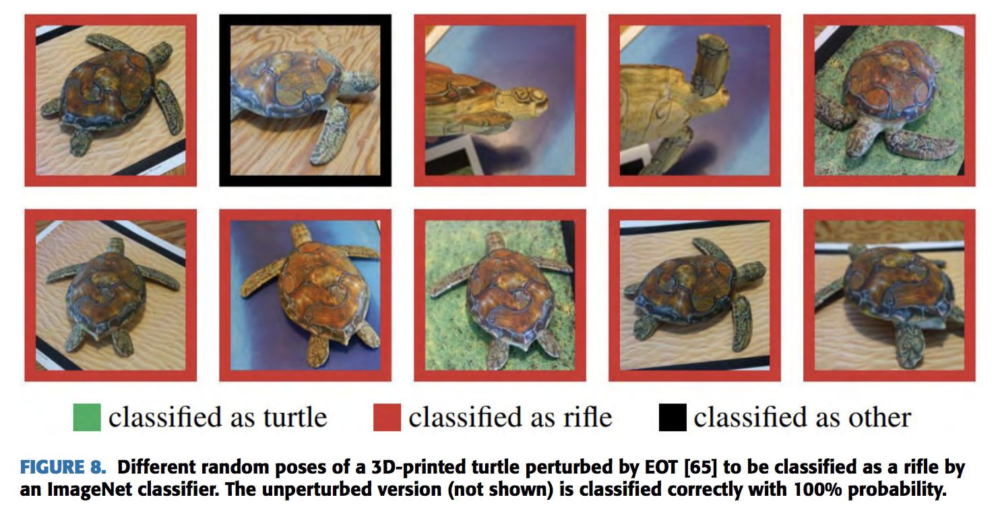 classified as turtle
classified as rifle
classified as other
FIGURE 8. Different random poses of a 3D-printed turtle perturbed by EOT [65] to be classified as a rifle by
an ImageNet classifier. The unperturbed version (not shown) is classified correctly with 100% probability.